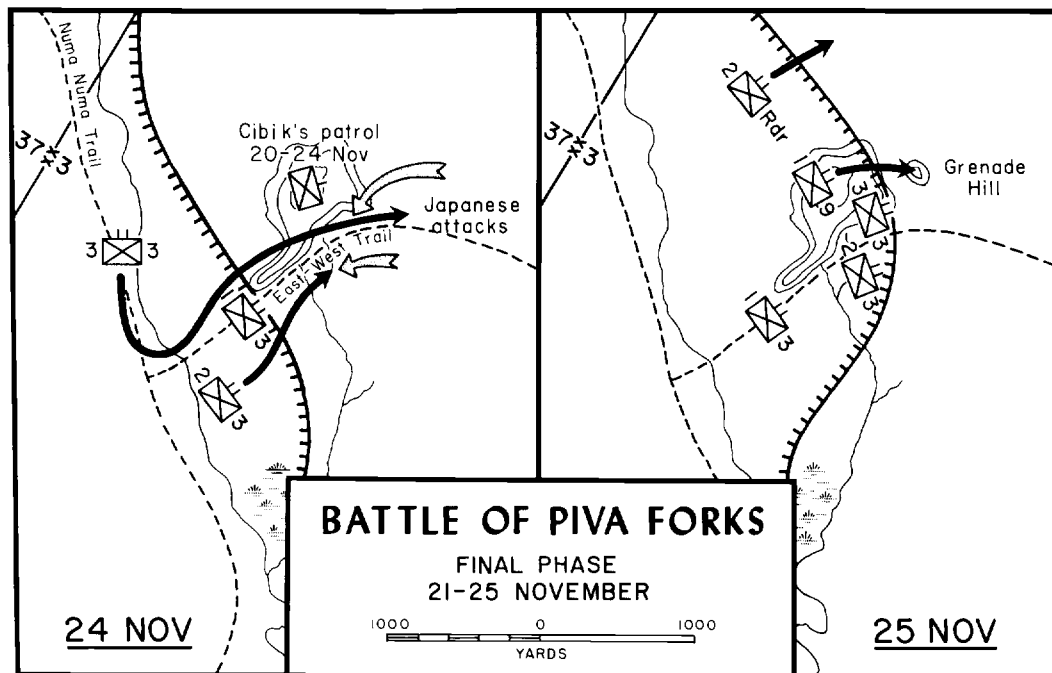 Numa Numa Trail
37 xx 3
Cibik's patrol
20-24 Nov
3 3
Japanese
attacks
East-West Trail
3
2
3
24 NOV
2
Rdr
37 xx 3
9
Grenade
Hill
3
3
2
3
3
25 NOV
BATTLE OF PIVA FORKS
FINAL PHASE
21-25 NOVEMBER
1000 0 1000
YARDS